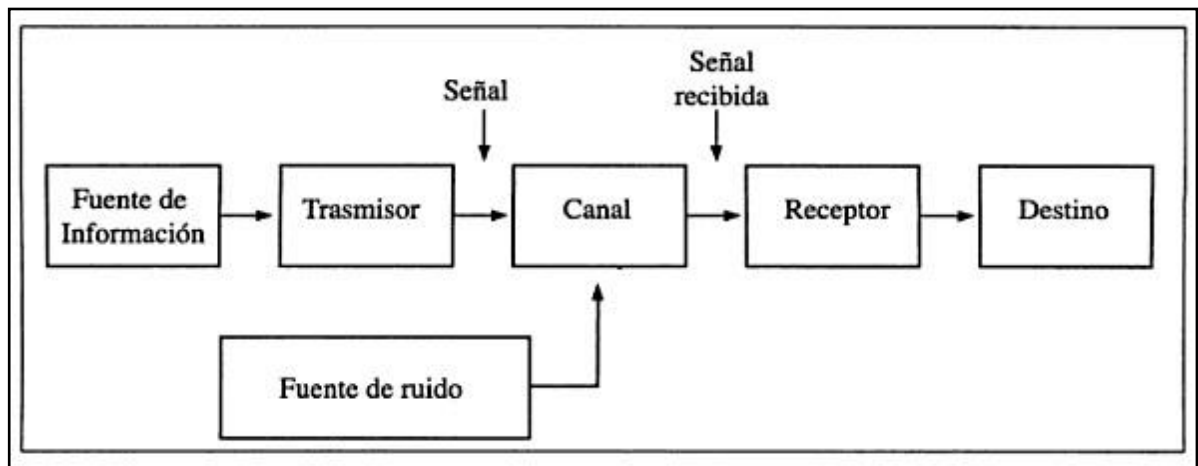 Señal
Señal
recibida
Fuente de
Información
Trasmisor
Canal
Receptor
Destino
Fuente de ruido